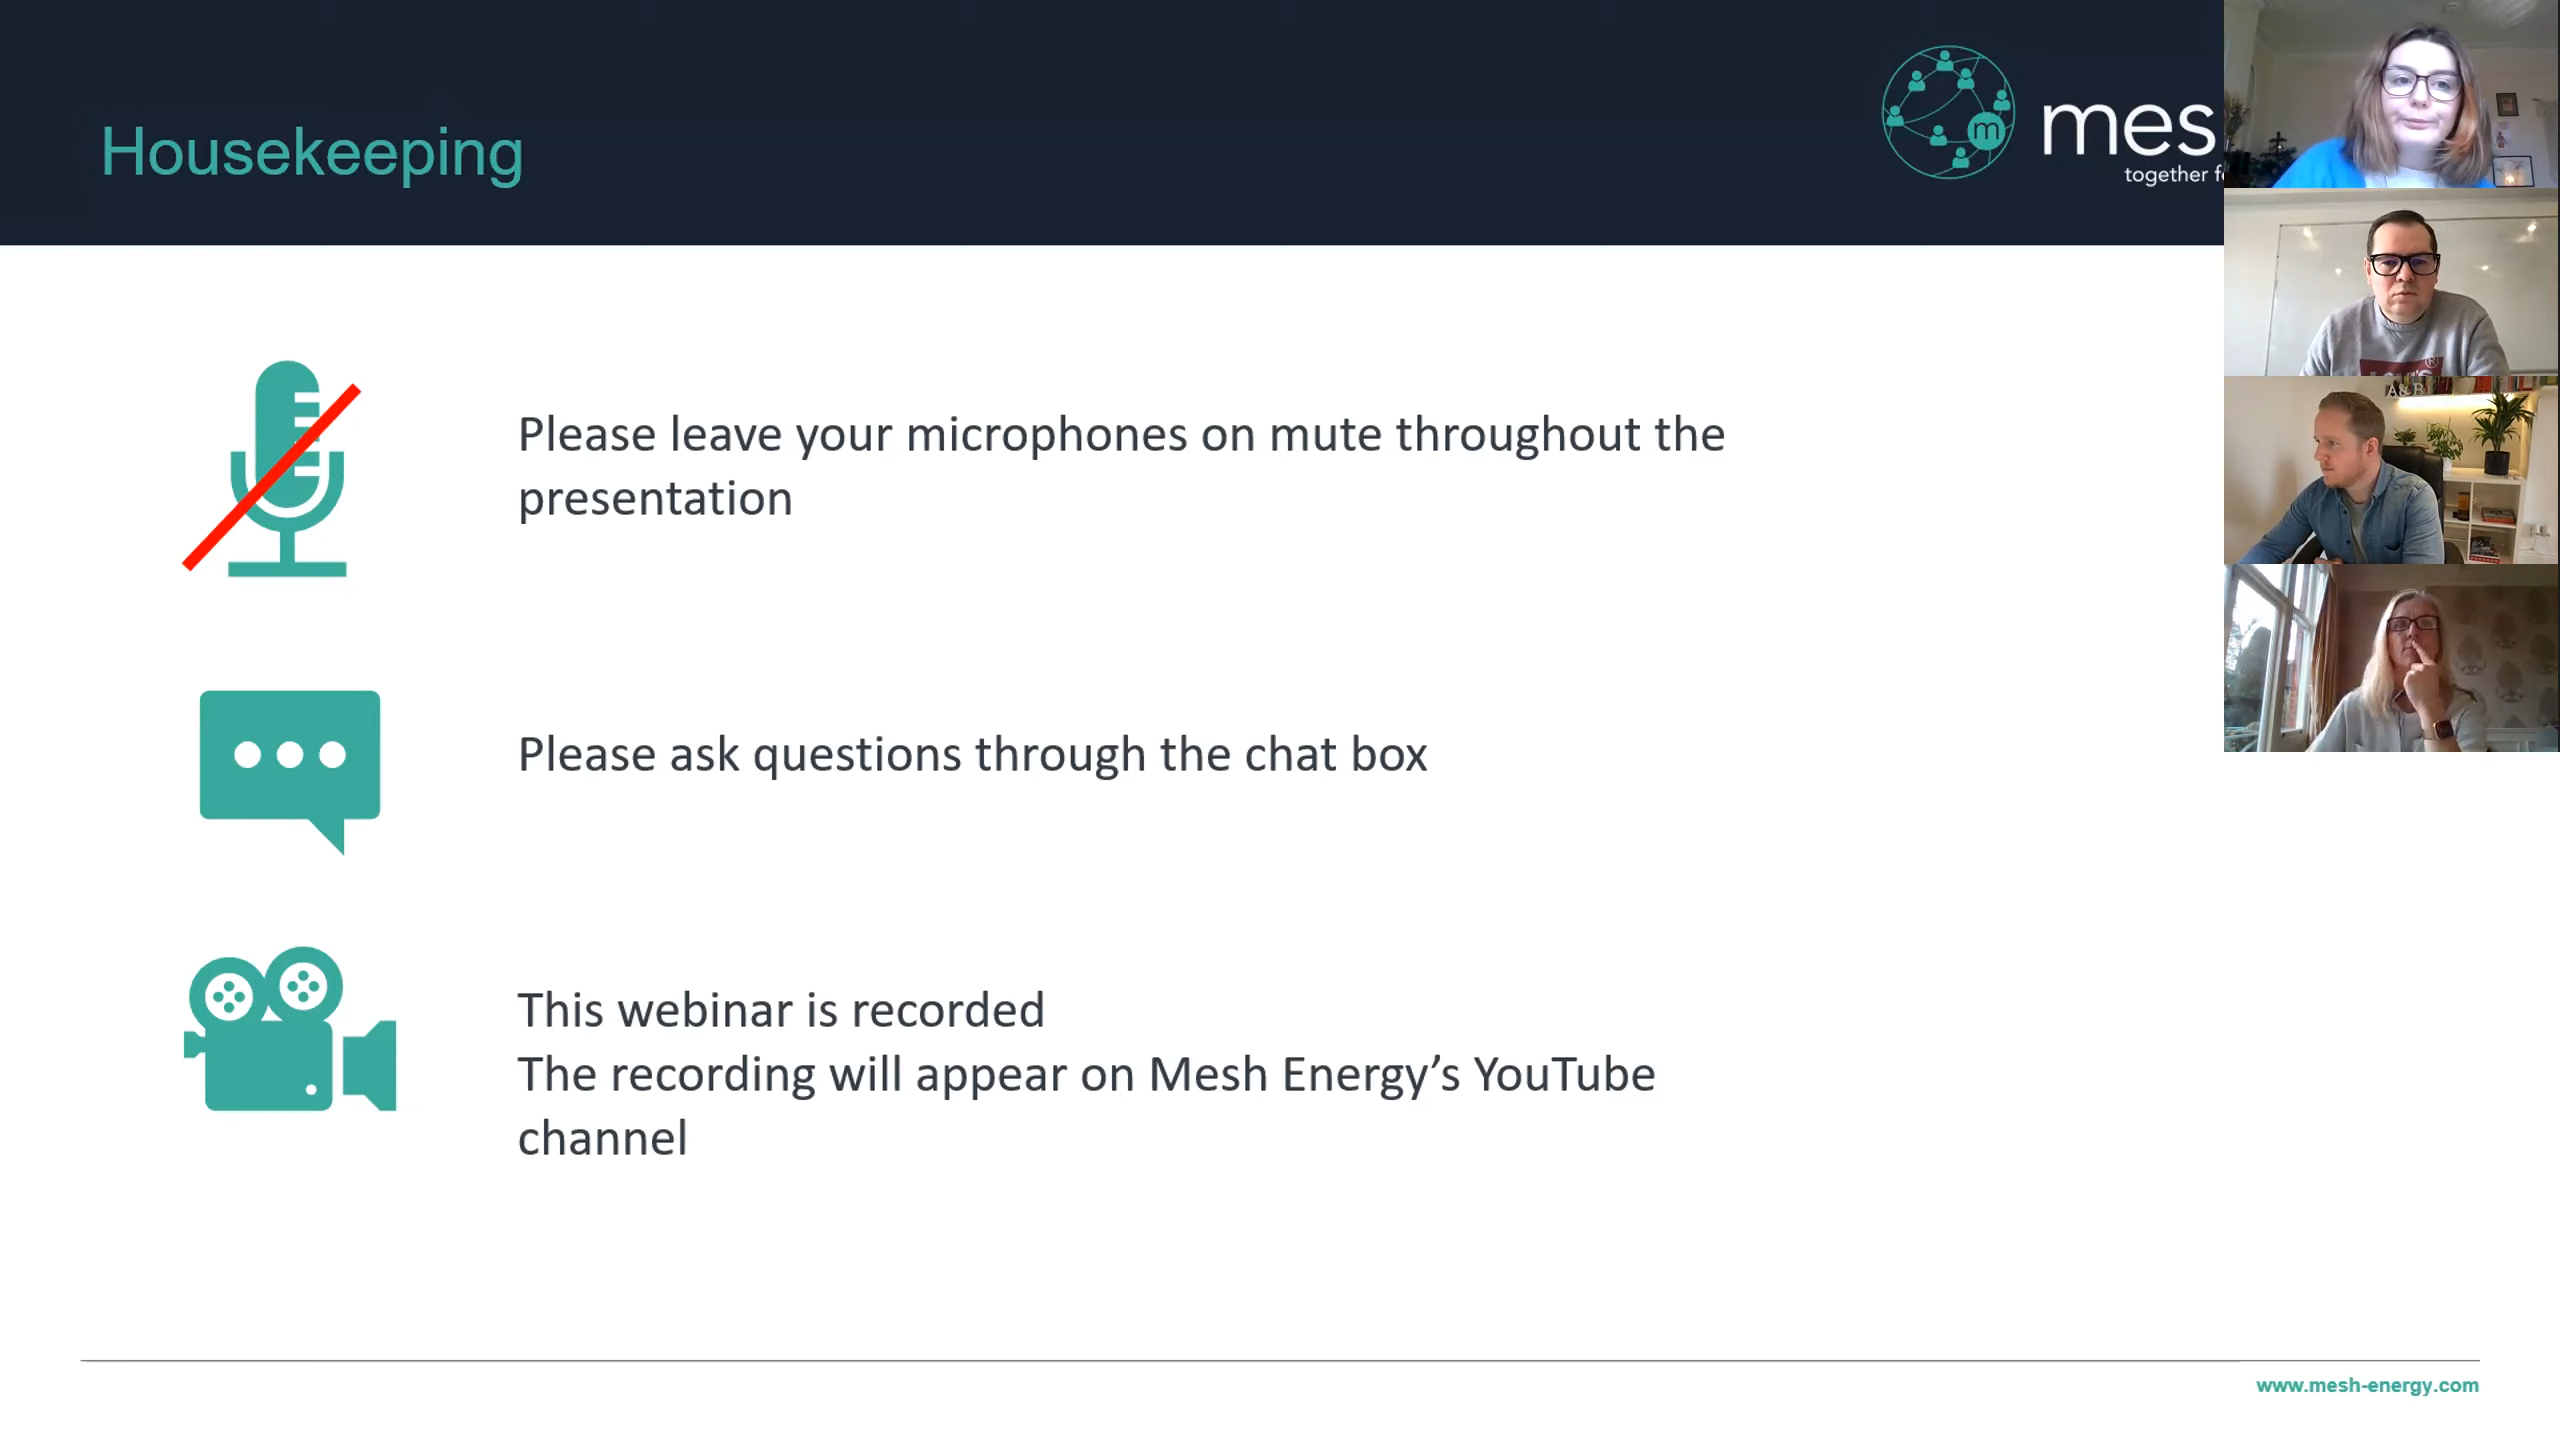 Housekeeping
m
mes
together f
A&B
Please leave your microphones on mute throughout the
presentation
Please ask questions through the chat box
This webinar is recorded
The recording will appear on Mesh Energy’s YouTube
channel
www.mesh-energy.com